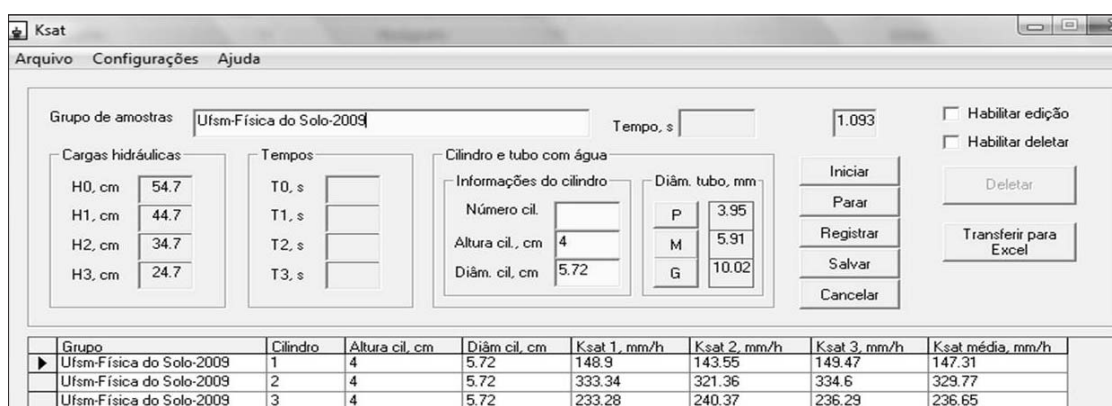 Ksat
Arquivo Configurações Ajuda
Grupo de amostras Ufsm-Física do Solo-2009 Tempo, s 1.093 Habilitar edição
Habilitar deletar
Cargas hidráulicas Tempos Cilindro e tubo com água
Informações do cilindro Diâm. tubo, mm
H0, cm 54.7 T0, s Número cil. P 3.95 Iniciar Deletar
H1, cm 44.7 T1, s Altura cil., cm 4 M 5.91 Parar
H2, cm 34.7 T2, s Diâm. cil, cm 5.72 G 10.02 Registrar Transferir para Excel
H3, cm 24.7 T3, s Salvar
Cancelar
Grupo Cilindro Altura cil, cm Diâm cil, cm Ksat 1, mm/h Ksat 2, mm/h Ksat 3, mm/h Ksat média, mm/h
Ufsm-Física do Solo-2009 1 4 5.72 148.9 143.55 149.47 147.31
Ufsm-Física do Solo-2009 2 4 5.72 333.34 321.36 334.6 329.77
Ufsm-Física do Solo-2009 3 4 5.72 233.28 240.37 236.29 236.65